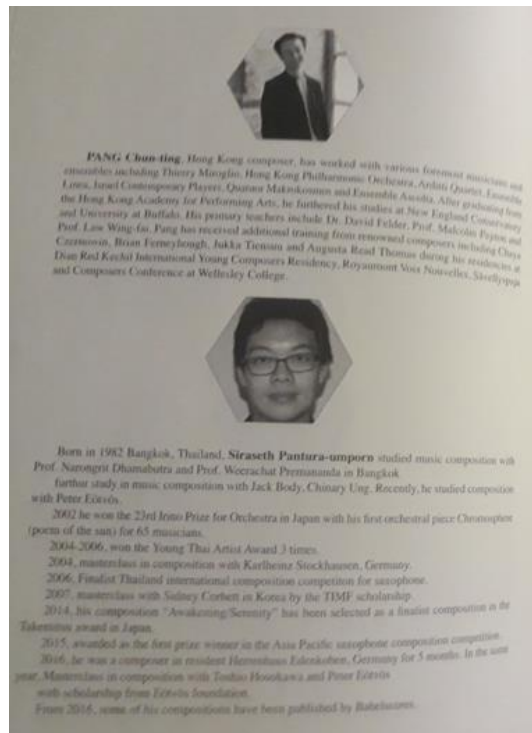 PANG Chun-ting, Hong Kong composer, has worked with various foremost musicians and
ensembles including Thierry Miroglio, Hong Kong Philharmonic Orchestra, Arditti Quartet, Ensemble
Linea, Israel Contemporary Players, Quatuor Makrokosmos and Ensemble Aventa. After graduating from
the Hong Kong Academy for Performing Arts, he furthered his studies at New England Conservatory
and University at Buffalo. His primary teachers include Dr. David Felder, Prof. Malcolm Peyton and
Prof. Law Wing-fai. Pang has received additional training from renowned composers including Chaya
Czernowin, Brian Ferneyhough, Jukka Tiensuu and Augusta Read Thomas during his residencies at
Dian Red Kechil International Young Composers Residency, Royaumont Voix Nouvelles,
and Composers Conference at Wellesley College.
Born in 1982 Bangkok, Thailand, Siraseth Pantura-umporn studied music composition with
Prof. Narongrit Dhamabutra and Prof. Weerachat Premananda in Bangkok
further study in music composition with Jack Body, Chinary Ung. Recently, he studied composition
with Peter Eötvös.
2002 he won the 23rd Irino Prize for Orchestra in Japan with his first orchestral piece
(poem of the sun) for 65 musicians.
2004-2006, won the Young Thai Artist Award 3 times.
2004, masterclass in composition with Karlheinz Stockhausen, Germany.
2006, Finalist Thailand international composition competiton for saxophone.
2007, masterclass with Sidney Corbett in Korea by the TIMF scholarship.
2014, his composition "Awakening/Serenity" has been selected as a finalist composition in the
Takemitsu award in Japan.
2015, awarded as the first prize winner in the Asia Pacific saxophone composition competition.
2016, he was a composer in resident Herrenhaus Edenkoben, Germany for 5 months. In the same
year, Masterclass in composition with Toshio Hosokawa and Peter Eötvös
with scholarship from Eötvös foundation.
From 2016, some of his compositions have been published by Babelscores.